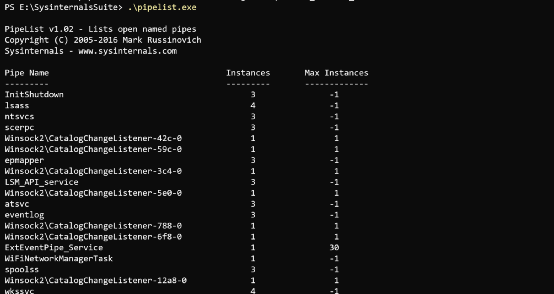 PS E:\SysinternalsSuite> .\pipelist.exe
PipeList v1.02 - Lists open named pipes
Copyright (C) 2005-2016 Mark Russinovich
Sysinternals - www.sysinternals.com
Pipe Name Instances Max Instances
--------- --------- -------------
InitShutdown 3 -1
lsass 4 -1
ntsvcs 3 -1
scerpc 3 -1
Winsock2\CatalogChangeListener-42c-0 1 1
Winsock2\CatalogChangeListener-59c-0 1 1
epmapper 3 -1
Winsock2\CatalogChangeListener-3c4-0 1 1
LSM_API_service 3 -1
Winsock2\CatalogChangeListener-5e0-0 1 1
atsvc 3 -1
eventlog 3 -1
Winsock2\CatalogChangeListener-788-0 1 1
Winsock2\CatalogChangeListener-6f8-0 1 1
ExtEventPipe_Service 1 30
WiFiNetworkManagerTask 1 -1
spoolss 3 -1
Winsock2\CatalogChangeListener-12a8-0 1 1
wkssvc 4 -1